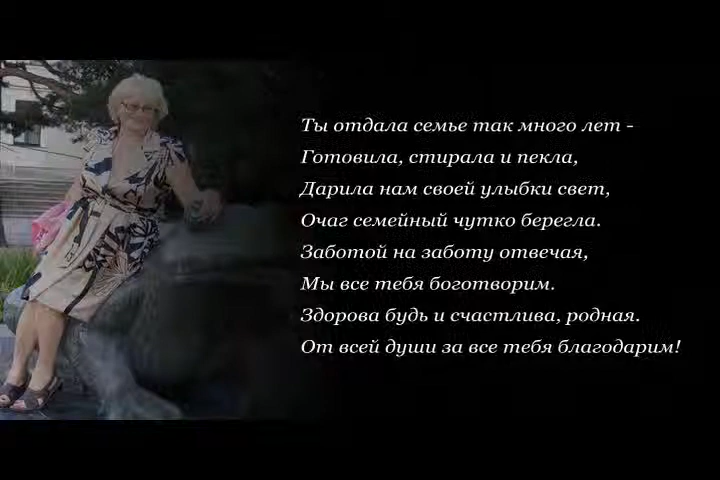 Ты отдала семье так много лет -
Готовила, стирала и пекла,
Дарила нам своей улыбки свет,
Очаг семейный чутко берегла.
Заботой на заботу отвечая,
Мы все тебя боготворим.
Здорова будь и счастлива, родная.
От всей души за все тебя благодарим!